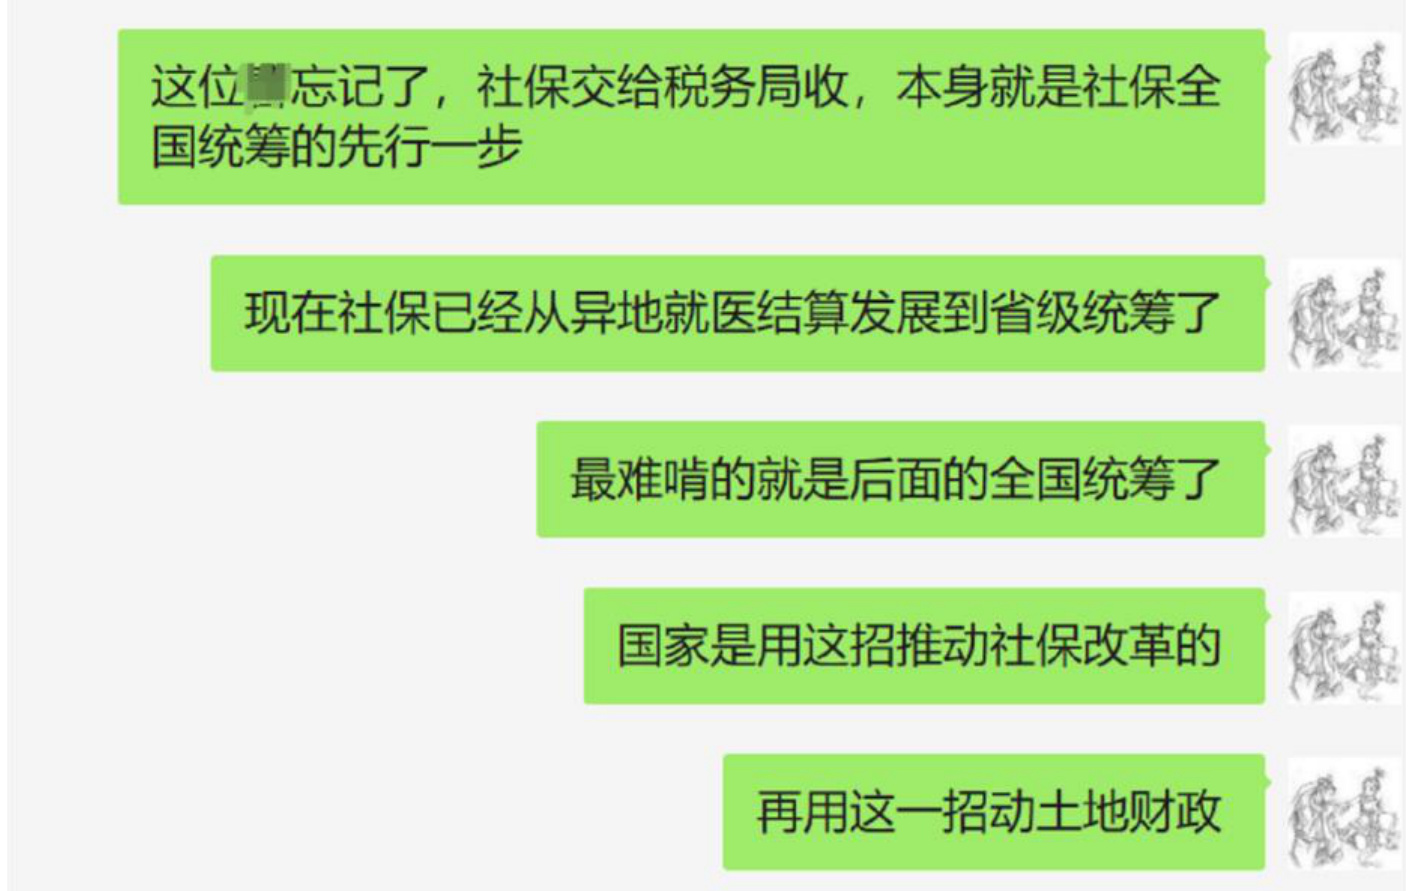 这位忘记了，社保交给税务局收，本身就是社保全
国统筹的先行一步
现在社保已经从异地就医结算发展到省级统筹了
最难啃的就是后面的全国统筹了
国家是用这招推动社保改革的
再用这一招动土地财政